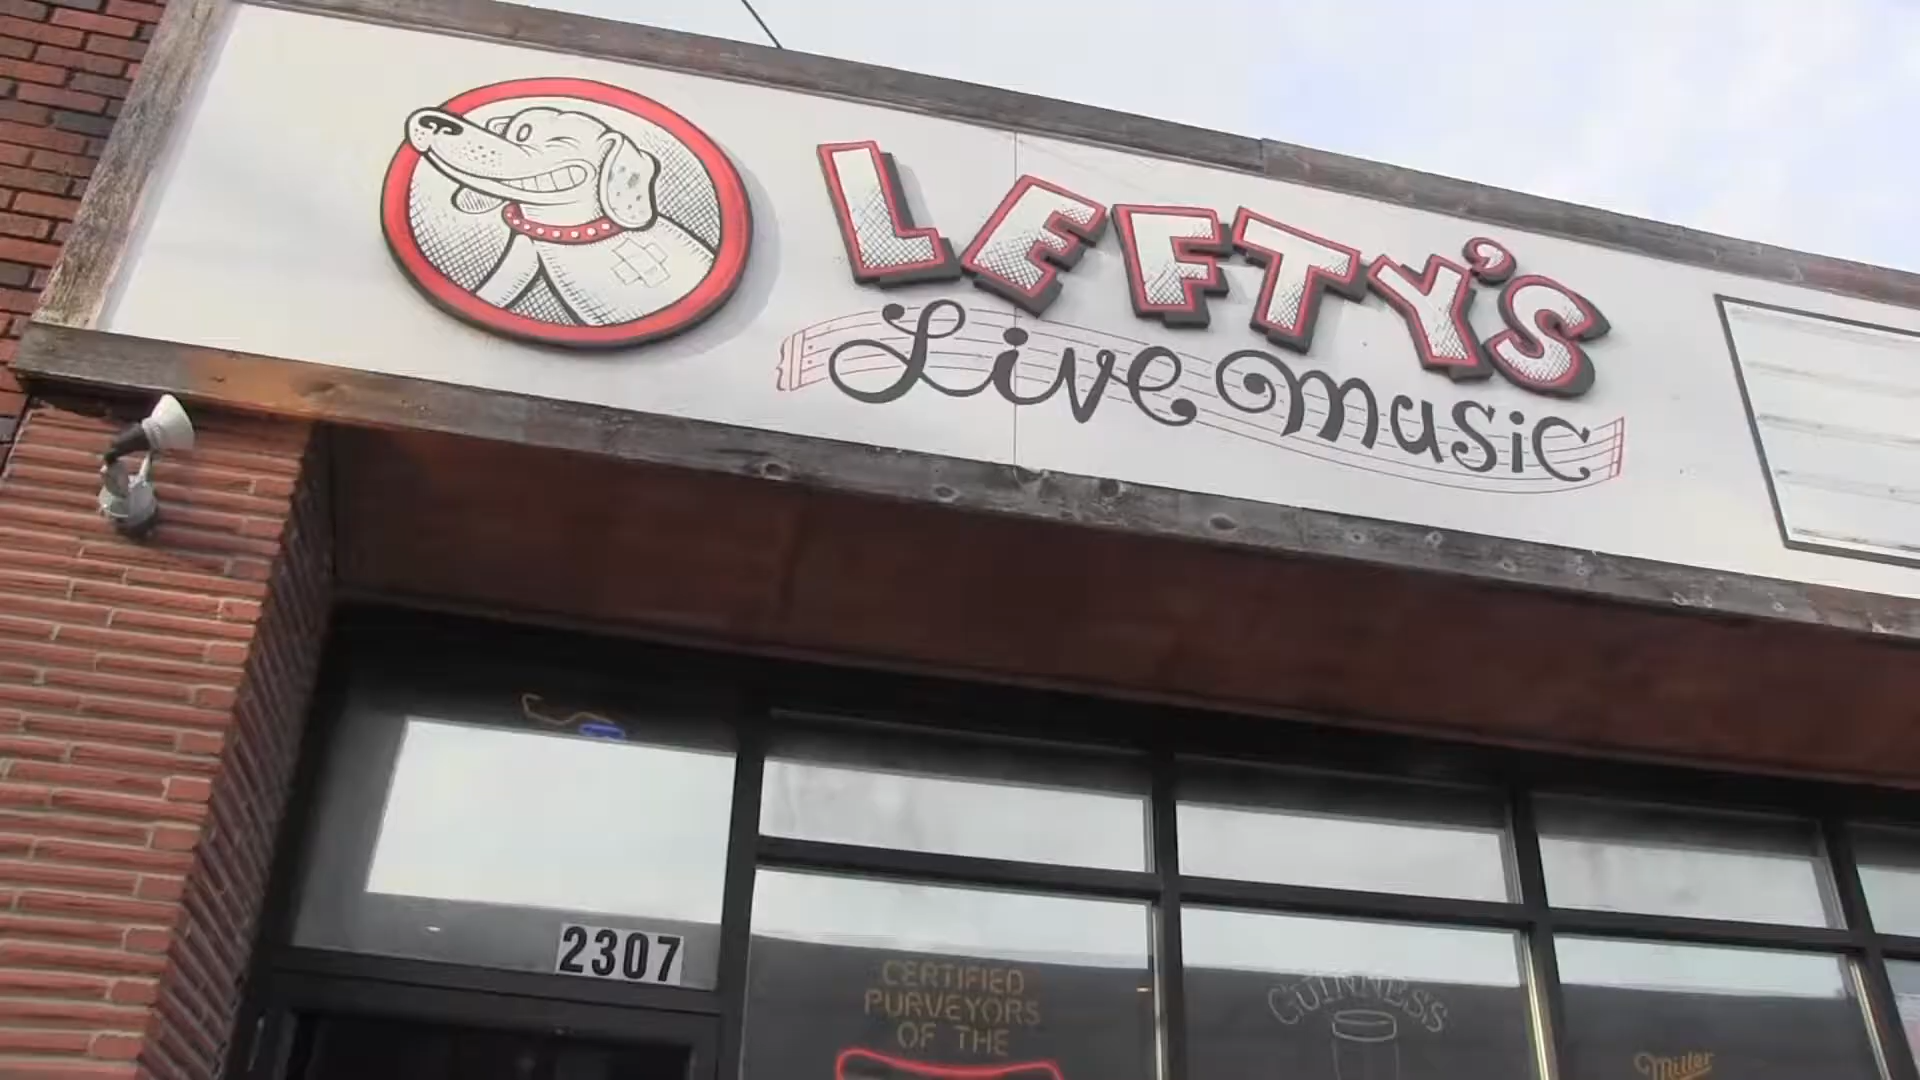 LEFTY'S
Live music
2307
CERTIFIED
PURVEYORS
OF THE
GUINNESS
Miller